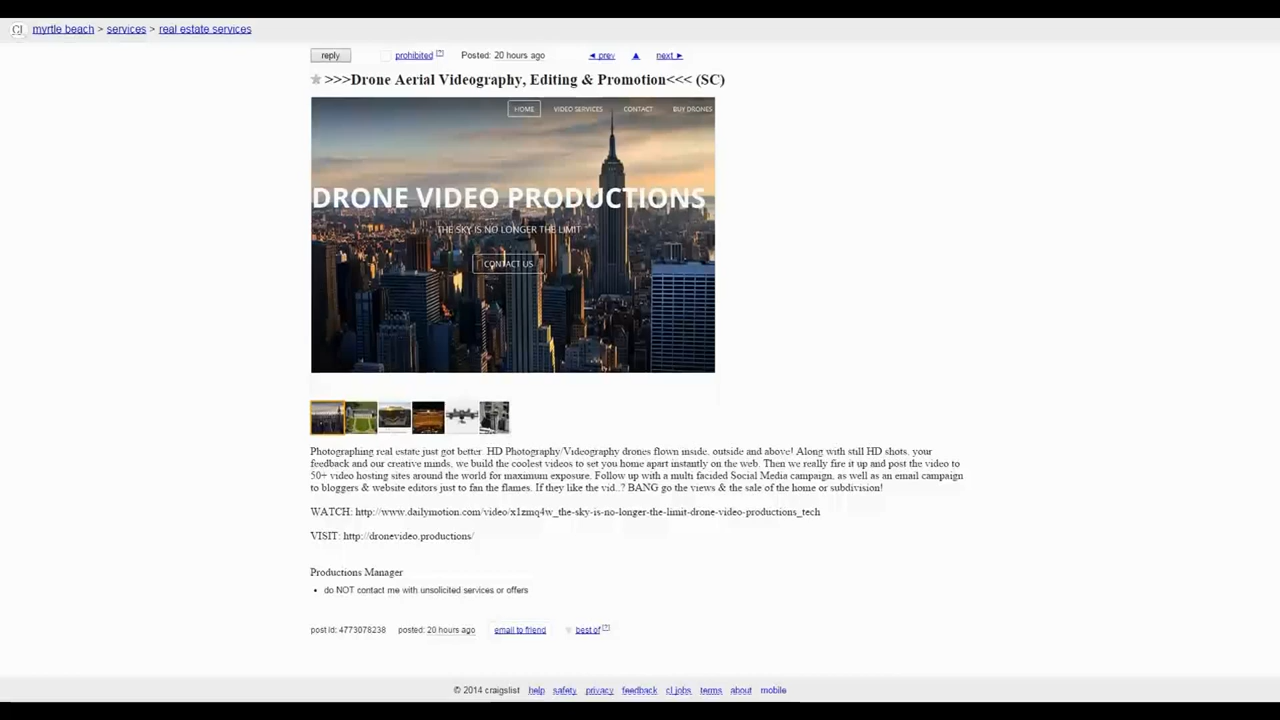 CL myrtle beach > services > real estate services
reply prohibited [?] Posted: 20 hours ago ◄ prev ▲ next ►
★ >>>Drone Aerial Videography, Editing & Promotion<<< (SC)
HOME VIDEO SERVICES CONTACT BUY DRONES
DRONE VIDEO PRODUCTIONS
THE SKY IS NO LONGER THE LIMIT
CONTACT US
Photographing real estate just got better. HD Photography/Videography drones flown inside, outside and above! Along with still HD shots, your
feedback and our creative minds, we build the coolest videos to set you home apart instantly on the web. Then we really fire it up and post the video to
50+ video hosting sites around the world for maximum exposure. Follow up with a multi facided Social Media campaign, as well as an email campaign
to bloggers & website editors just to fan the flames. If they like the vid..? BANG go the views & the sale of the home or subdivision!
WATCH: http://www.dailymotion.com/video/x1zmq4w_the-sky-is-no-longer-the-limit-drone-video-productions_tech
VISIT: http://dronevideo.productions/
Productions Manager
• do NOT contact me with unsolicited services or offers
post id: 4773078238 posted: 20 hours ago email to friend best of [?]
© 2014 craigslist help safety privacy feedback cl jobs terms about mobile